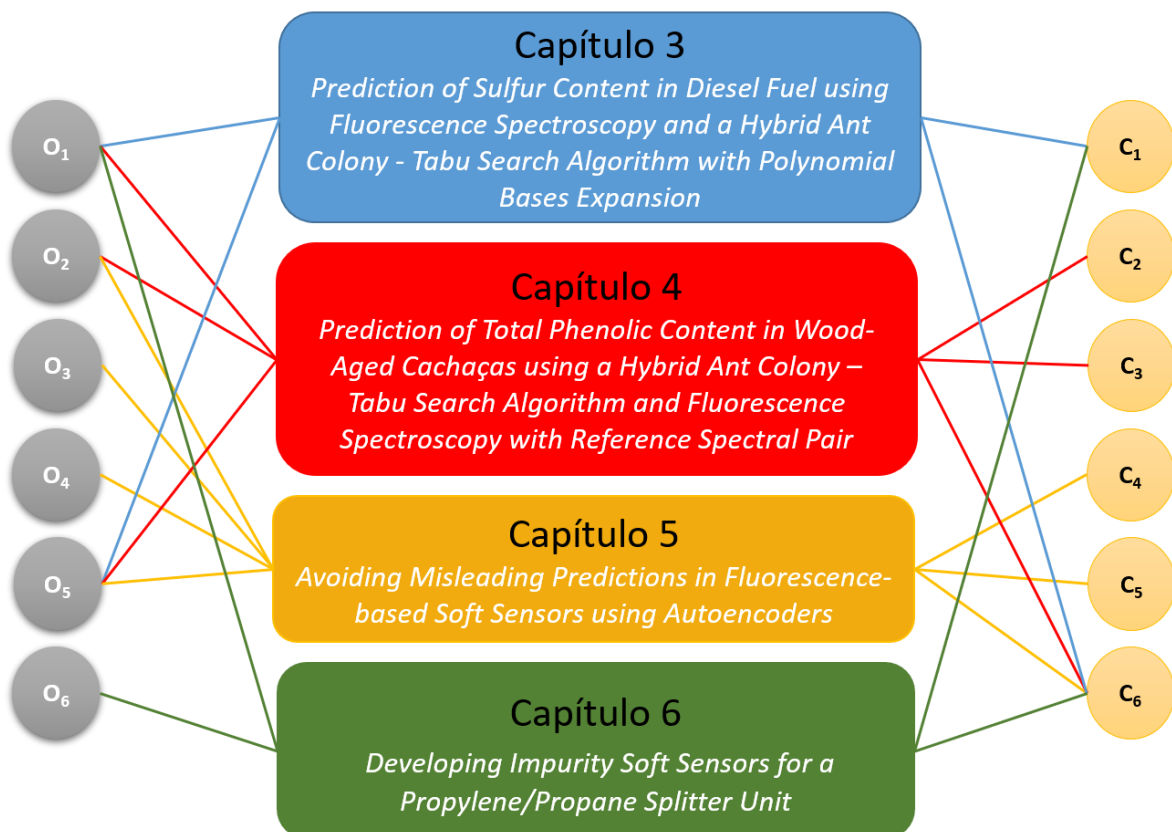 Capítulo 3
Prediction of Sulfur Content in Diesel Fuel using
Fluorescence Spectroscopy and a Hybrid Ant
Colony - Tabu Search Algorithm with Polynomial
Bases Expansion
Capítulo 4
Prediction of Total Phenolic Content in Wood-
Aged Cachaças using a Hybrid Ant Colony –
Tabu Search Algorithm and Fluorescence
Spectroscopy with Reference Spectral Pair
Capítulo 5
Avoiding Misleading Predictions in Fluorescence-
based Soft Sensors using Autoencoders
Capítulo 6
Developing Impurity Soft Sensors for a
Propylene/Propane Splitter Unit
O₁
O₂
O₃
O₄
O₅
O₆
C₁
C₂
C₃
C₄
C₅
C₆